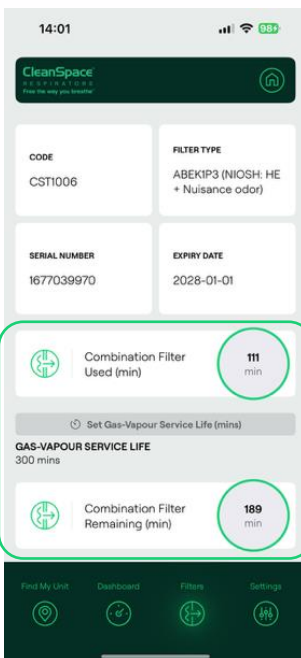 14:01
98
CleanSpace
RESPIRATORS
Free the way you breathe
CODE
CST1006
FILTER TYPE
ABEK1P3 (NIOSH: HE
+ Nuisance odor)
SERIAL NUMBER
1677039970
EXPIRY DATE
2028-01-01
Combination Filter
Used (min)
111
min
Set Gas-Vapour Service Life (mins)
GAS-VAPOUR SERVICE LIFE
300 mins
Combination Filter
Remaining (min)
189
min
Find My Unit
Dashboard
Filters
Settings